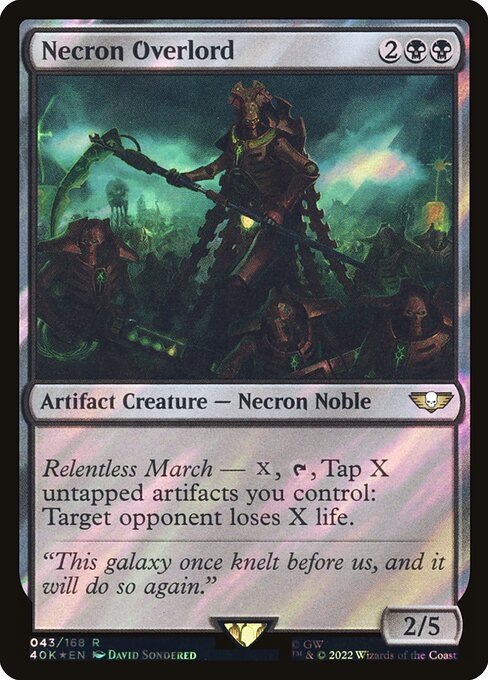 Necron Overlord 2
Artifact Creature — Necron Noble
Relentless March — X, , Tap X
untapped artifacts you control:
Target opponent loses X life.
“This galaxy once knelt before us, and it
will do so again.”
2/5
043/168 R
40K★EN David Sondered
© GW
™ & © 2022 Wizards of the Coast